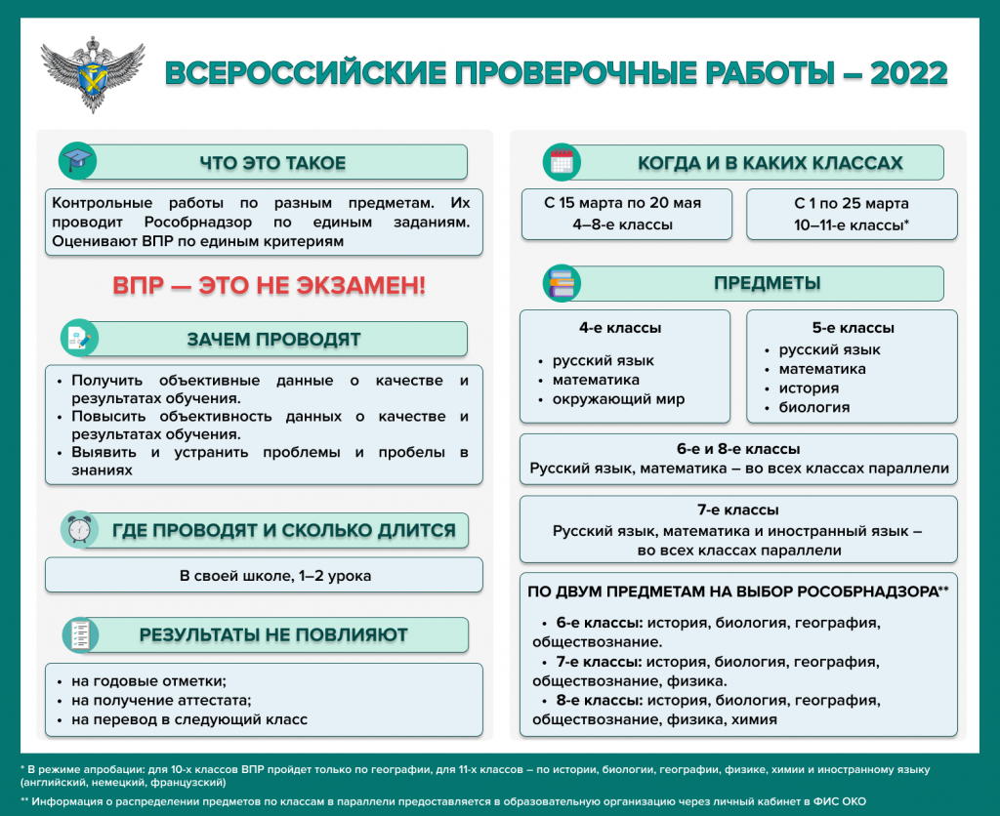 ВСЕРОССИЙСКИЕ ПРОВЕРОЧНЫЕ РАБОТЫ – 2022
ЧТО ЭТО ТАКОЕ
Контрольные работы по разным предметам. Их
проводит Рособрнадзор по единым заданиям.
Оценивают ВПР по единым критериям
ВПР — ЭТО НЕ ЭКЗАМЕН!
ЗАЧЕМ ПРОВОДЯТ
• Получить объективные данные о качестве и
результатах обучения.
• Повысить объективность данных о качестве и
результатах обучения.
• Выявить и устранить проблемы и пробелы в
знаниях
ГДЕ ПРОВОДЯТ И СКОЛЬКО ДЛИТСЯ
В своей школе, 1–2 урока
РЕЗУЛЬТАТЫ НЕ ПОВЛИЯЮТ
• на годовые отметки;
• на получение аттестата;
• на перевод в следующий класс
КОГДА И В КАКИХ КЛАССАХ
С 15 марта по 20 мая
4–8-е классы
С 1 по 25 марта
10–11-е классы*
ПРЕДМЕТЫ
4-е классы
• русский язык
• математика
• окружающий мир
5-е классы
• русский язык
• математика
• история
• биология
6-е и 8-е классы
Русский язык, математика – во всех классах параллели
7-е классы
Русский язык, математика и иностранный язык –
во всех классах параллели
ПО ДВУМ ПРЕДМЕТАМ НА ВЫБОР РОСОБРНАДЗОРА**
• 6-е классы: история, биология, география,
обществознание.
• 7-е классы: история, биология, география,
обществознание, физика.
• 8-е классы: история, биология, география,
обществознание, физика, химия
* В режиме апробации: для 10-х классов ВПР пройдет только по географии, для 11-х классов – по истории, биологии, географии, физике, химии и иностранному языку
(английский, немецкий, французский)
** Информация о распределении предметов по классам в параллели предоставляется в образовательную организацию через личный кабинет в ФИС ОКО